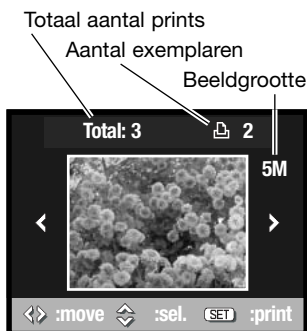 Totaal aantal prints
Aantal exemplaren
Beeldgrootte
Total: 3 2
5M
:move :sel. SET :print